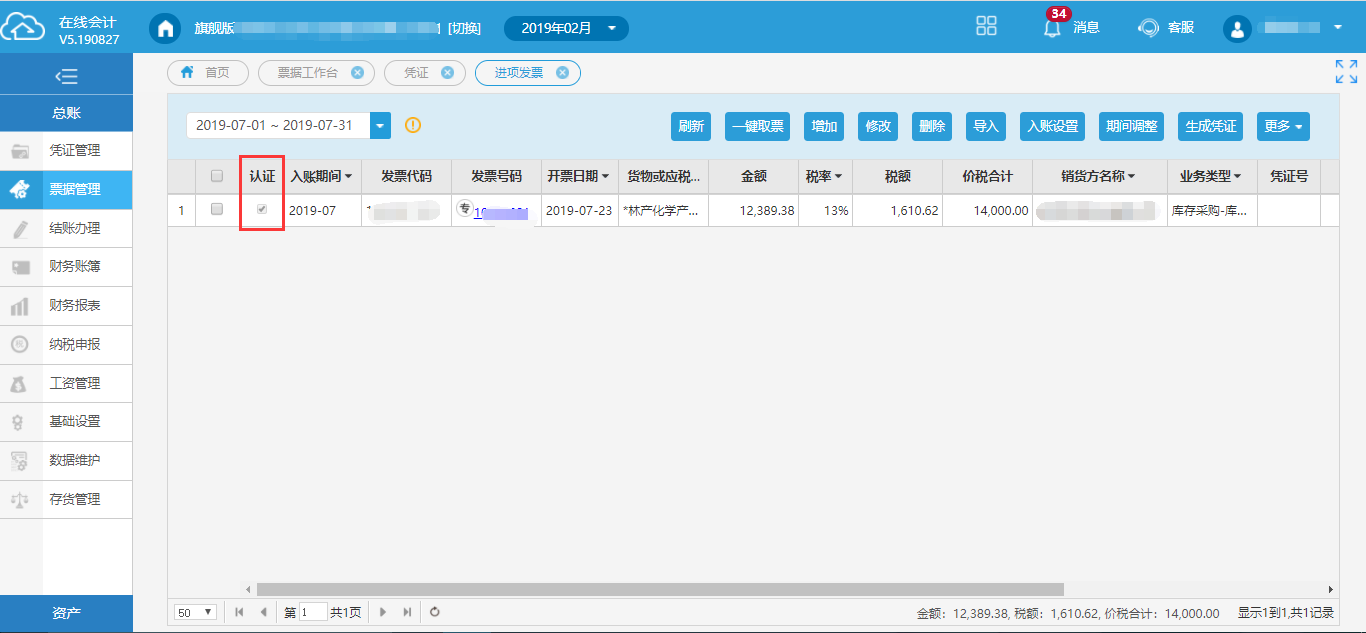 在线会计
V5.190827
旗舰版
[切换]
2019年02月
34
消息
客服
总账
凭证管理
票据管理
结账办理
财务账簿
财务报表
纳税申报
工资管理
基础设置
数据维护
存货管理
资产
首页
票据工作台
凭证
进项发票
2019-07-01 ~ 2019-07-31
刷新
一键取票
增加
修改
删除
导入
入账设置
期间调整
生成凭证
更多
认证 入账期间 发票代码 发票号码 开票日期 货物或应税... 金额 税率 税额 价税合计 销货方名称 业务类型 凭证号
1 2019-07 专 2019-07-23 *林产化学产... 12,389.38 13% 1,610.62 14,000.00 库存采购-库...
50 第 1 共1页
金额：12,389.38, 税额：1,610.62, 价税合计：14,000.00 显示1到1,共1记录